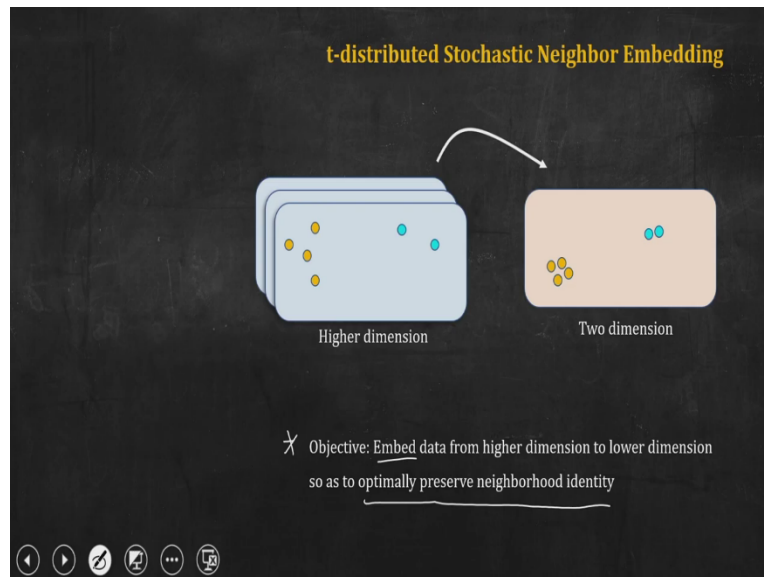 t-distributed Stochastic Neighbor Embedding
Higher dimension
Two dimension
Objective: Embed data from higher dimension to lower dimension
so as to optimally preserve neighborhood identity